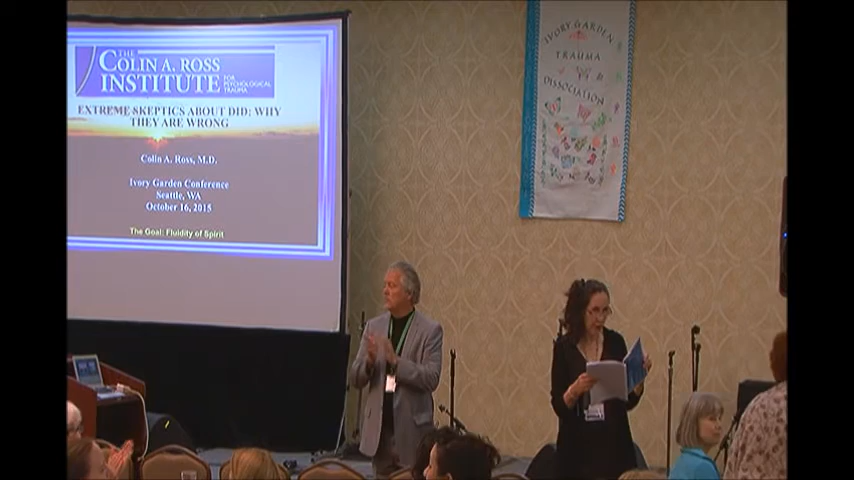 THE
COLIN A. ROSS
INSTITUTE
FOR
PSYCHOLOGICAL
TRAUMA
EXTREME SKEPTICS ABOUT DID: WHY
THEY ARE WRONG
Colin A. Ross, M.D.
Ivory Garden Conference
Seattle, WA
October 16, 2015
The Goal: Fluidity of Spirit
IVORY GARDEN
TRAUMA
&
DISSOCIATION